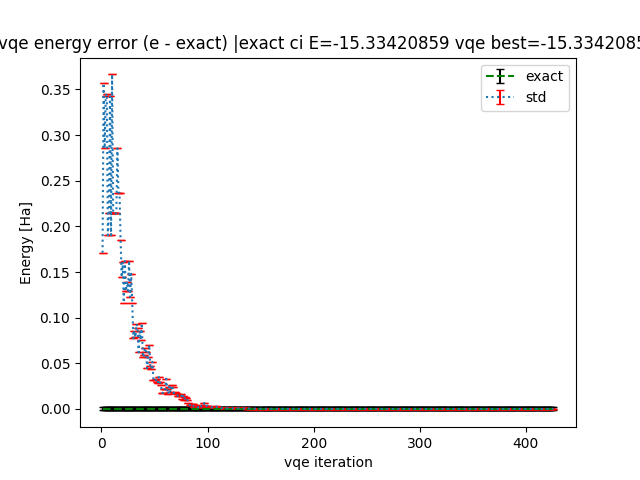 vqe energy error (e - exact) |exact ci E=-15.33420859 vqe best=-15.3342085
exact
std
0.35
0.30
0.25
0.20
0.15
0.10
0.05
0.00
Energy [Ha]
0 100 200 300 400
vqe iteration